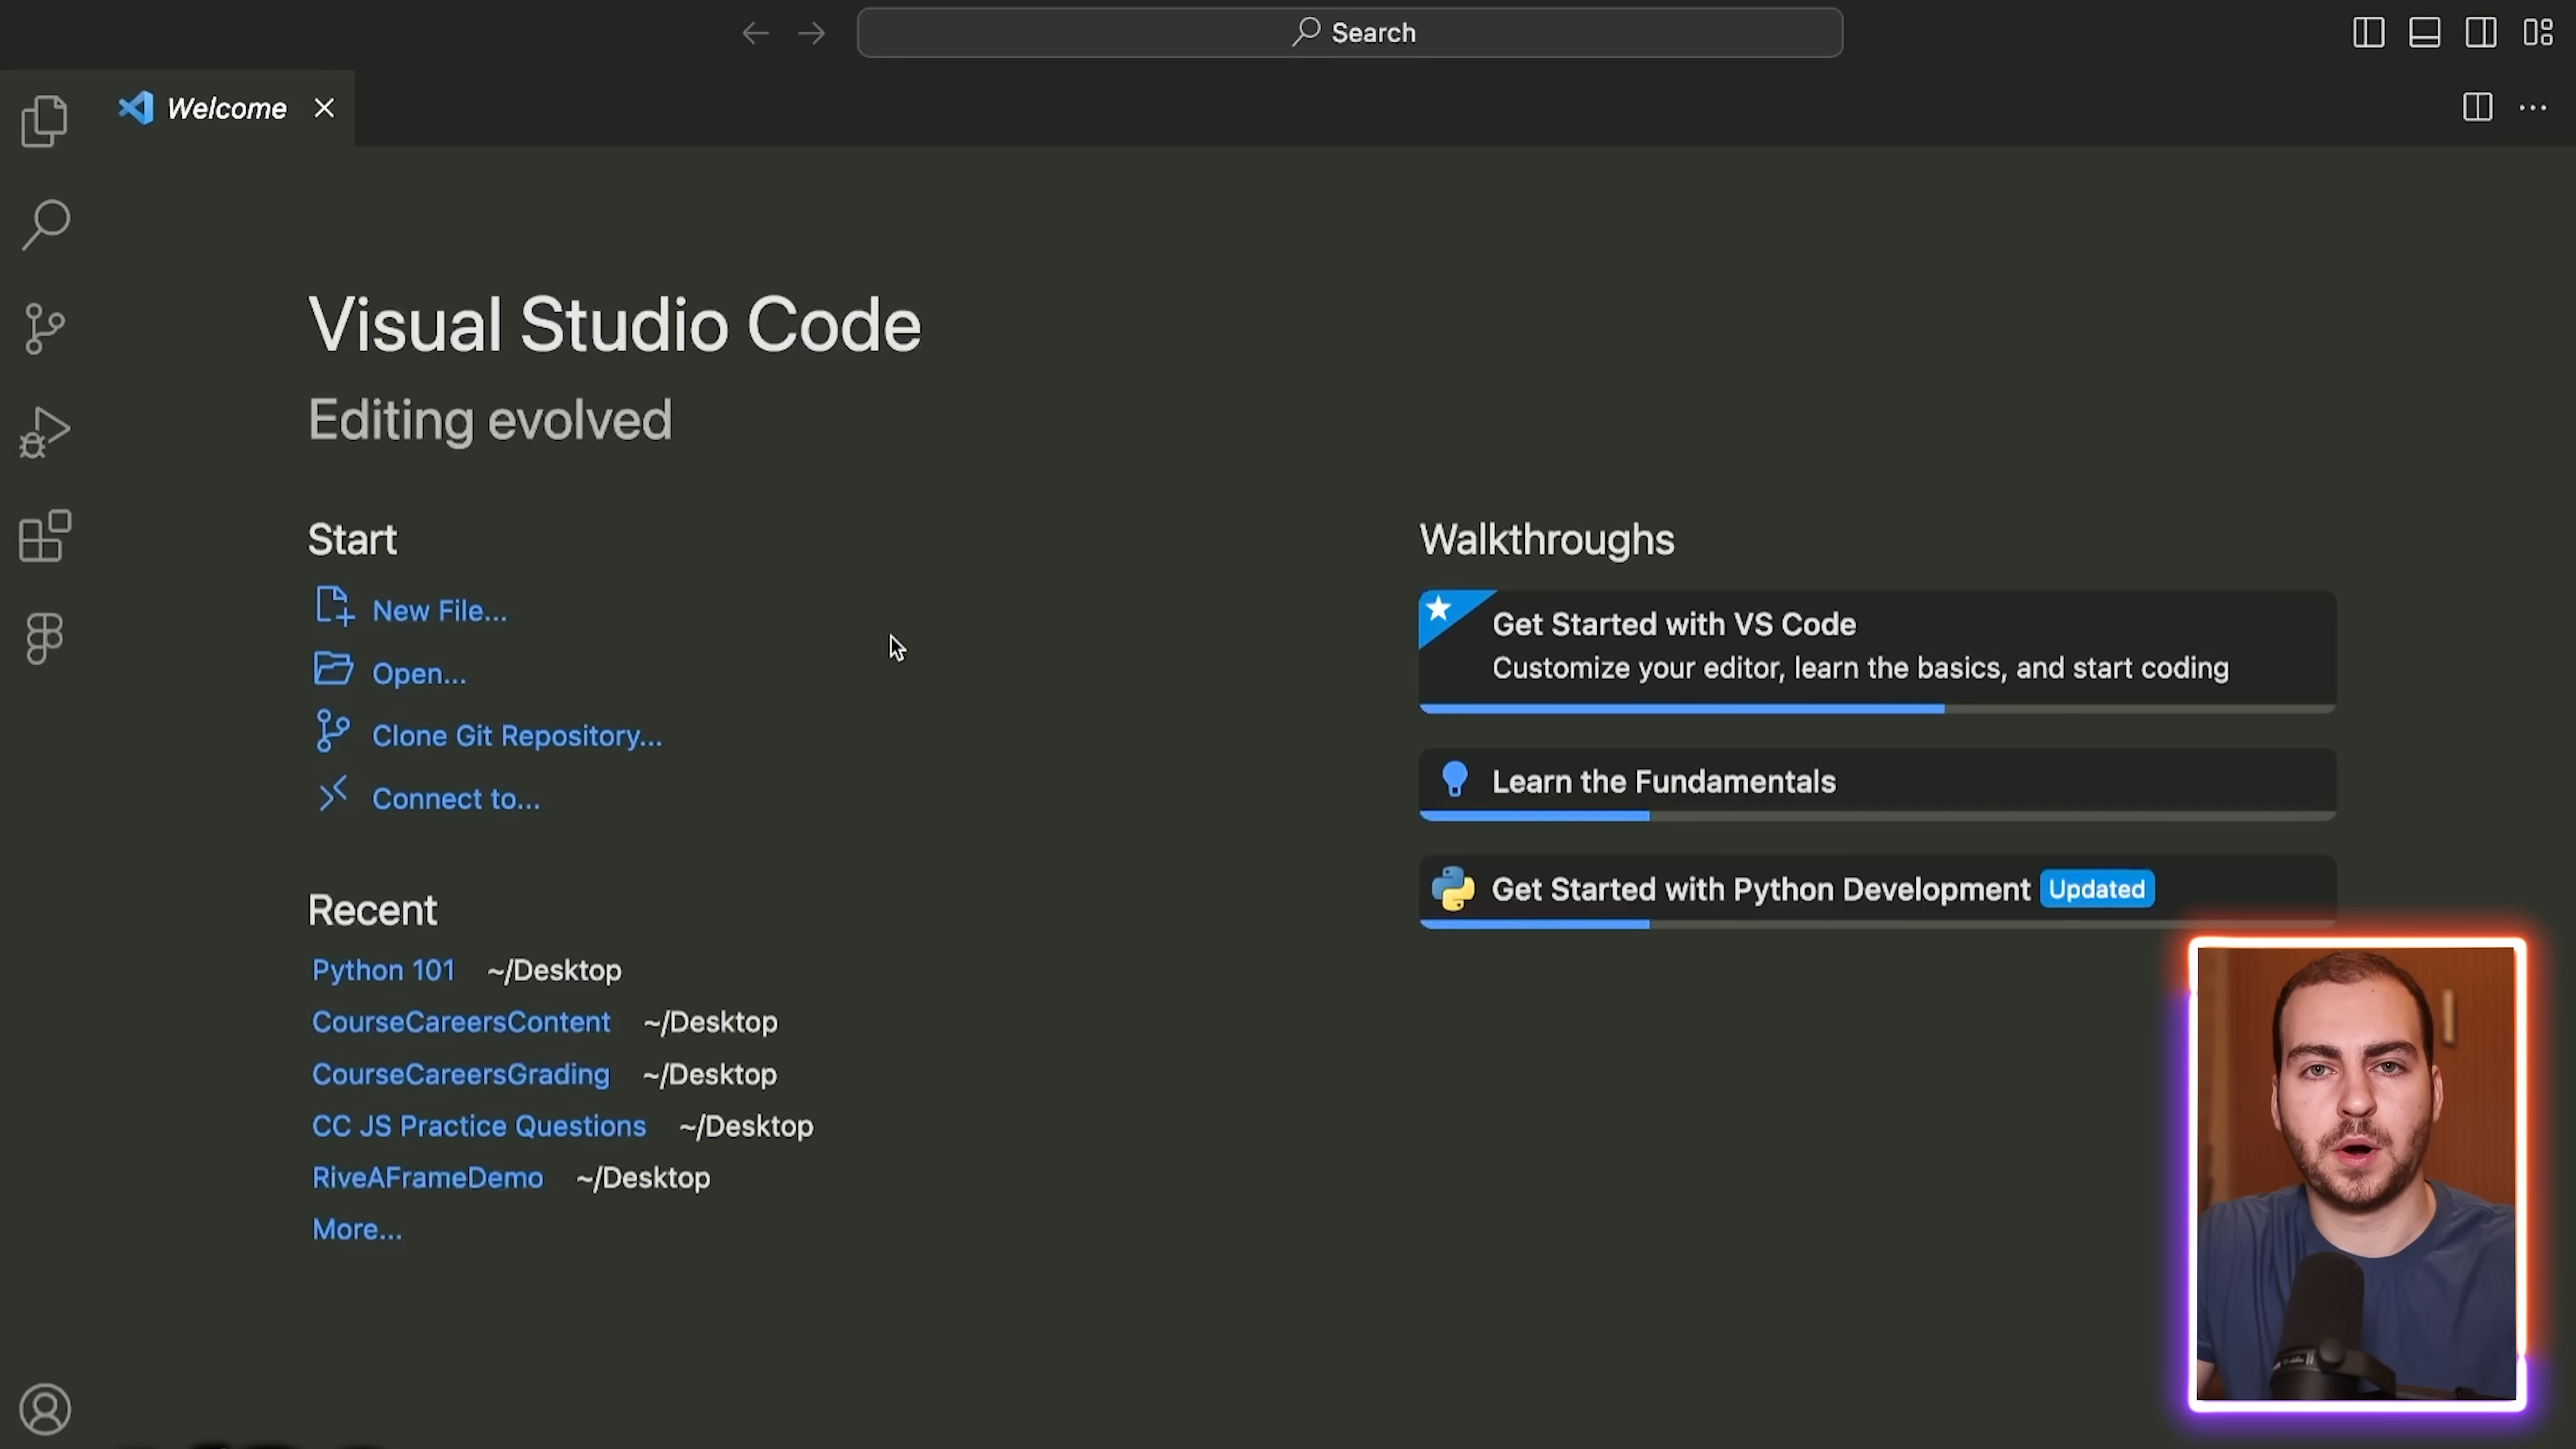 Search
Welcome
Visual Studio Code
Editing evolved
Start
New File...
Open...
Clone Git Repository...
Connect to...
Recent
Python 101 ~/Desktop
CourseCareersContent ~/Desktop
CourseCareersGrading ~/Desktop
CC JS Practice Questions ~/Desktop
RiveAFrameDemo ~/Desktop
More...
Walkthroughs
Get Started with VS Code
Customize your editor, learn the basics, and start coding
Learn the Fundamentals
Get Started with Python Development Updated